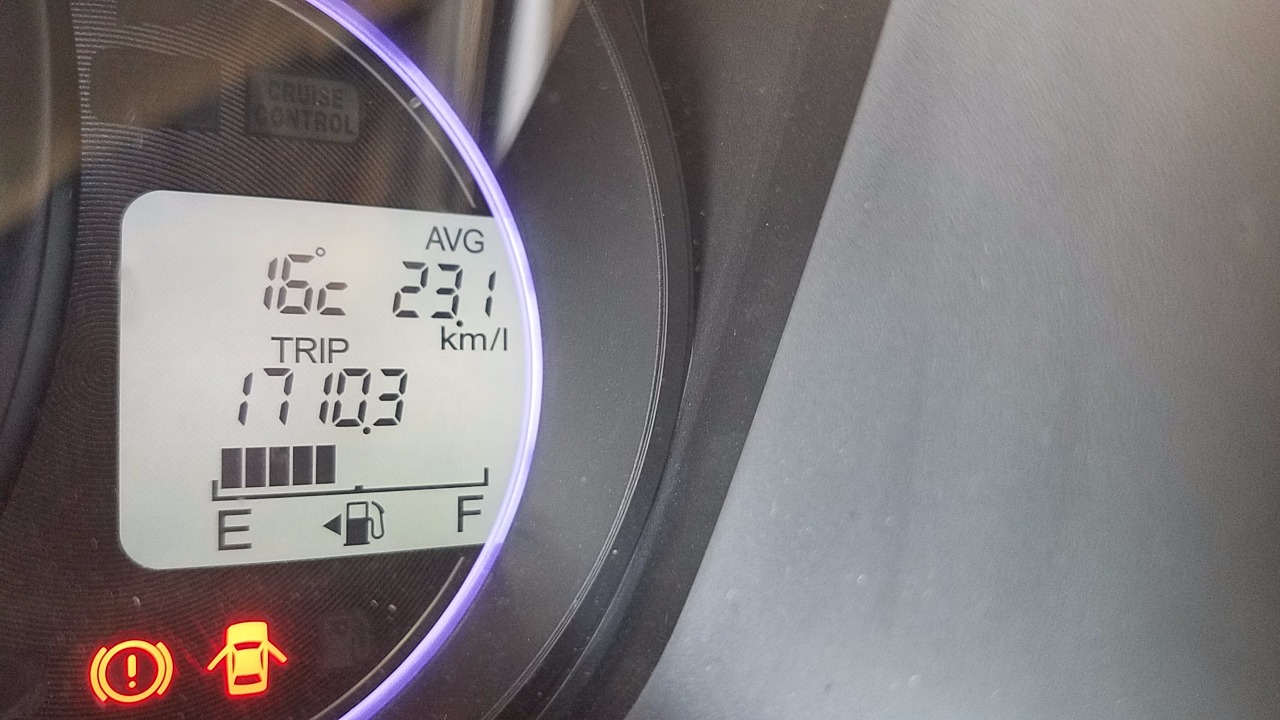 CRUISE
CONTROL
AVG
16°c 23.1
km/l
TRIP
1710.3
E F